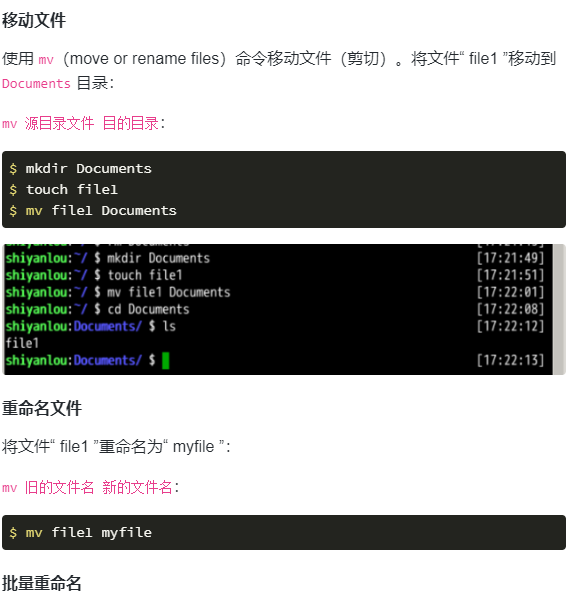 移动文件
使用 mv（move or rename files）命令移动文件（剪切）。将文件“ file1 ”移动到
Documents 目录：
mv 源目录文件 目的目录：
$ mkdir Documents
$ touch file1
$ mv file1 Documents
shiyanlou:~/ $ rm Documents [17:21:43]
shiyanlou:~/ $ mkdir Documents [17:21:49]
shiyanlou:~/ $ touch file1 [17:21:51]
shiyanlou:~/ $ mv file1 Documents [17:22:01]
shiyanlou:~/ $ cd Documents [17:22:08]
shiyanlou:Documents/ $ ls [17:22:12]
file1
shiyanlou:Documents/ $ [17:22:13]
重命名文件
将文件“ file1 ”重命名为“ myfile ”：
mv 旧的文件名 新的文件名：
$ mv file1 myfile
批量重命名